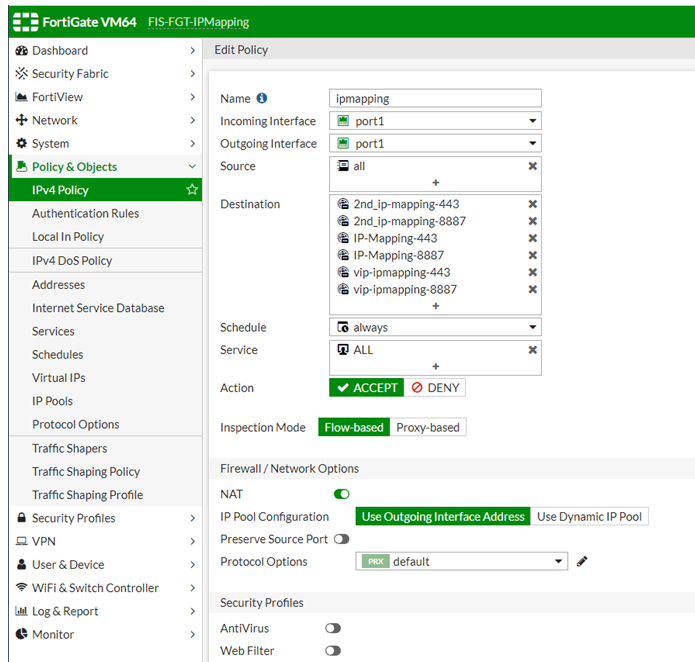 FortiGate VM64 FIS-FGT-IPMapping
Dashboard
Security Fabric
FortiView
Network
System
Policy & Objects
IPv4 Policy
Authentication Rules
Local In Policy
IPv4 DoS Policy
Addresses
Internet Service Database
Services
Schedules
Virtual IPs
IP Pools
Protocol Options
Traffic Shapers
Traffic Shaping Policy
Traffic Shaping Profile
Security Profiles
VPN
User & Device
WiFi & Switch Controller
Log & Report
Monitor
Edit Policy
Name ipmapping
Incoming Interface port1
Outgoing Interface port1
Source all
+
Destination 2nd_ip-mapping-443
2nd_ip-mapping-8887
IP-Mapping-443
IP-Mapping-8887
vip-ipmapping-443
vip-ipmapping-8887
+
Schedule always
Service ALL
+
Action ACCEPT DENY
Inspection Mode Flow-based Proxy-based
Firewall / Network Options
NAT
IP Pool Configuration Use Outgoing Interface Address Use Dynamic IP Pool
Preserve Source Port
Protocol Options PRX default
Security Profiles
AntiVirus
Web Filter